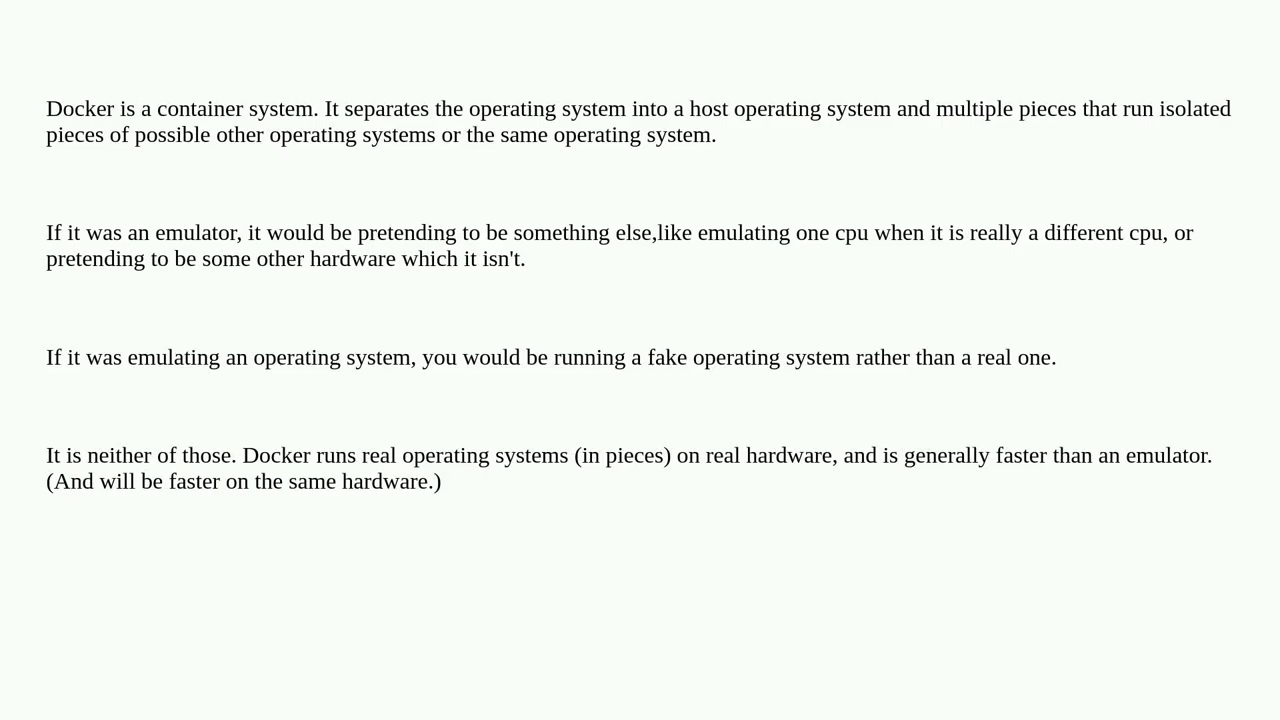 Docker is a container system. It separates the operating system into a host operating system and multiple pieces that run isolated
pieces of possible other operating systems or the same operating system.
If it was an emulator, it would be pretending to be something else,like emulating one cpu when it is really a different cpu, or
pretending to be some other hardware which it isn't.
If it was emulating an operating system, you would be running a fake operating system rather than a real one.
It is neither of those. Docker runs real operating systems (in pieces) on real hardware, and is generally faster than an emulator.
(And will be faster on the same hardware.)